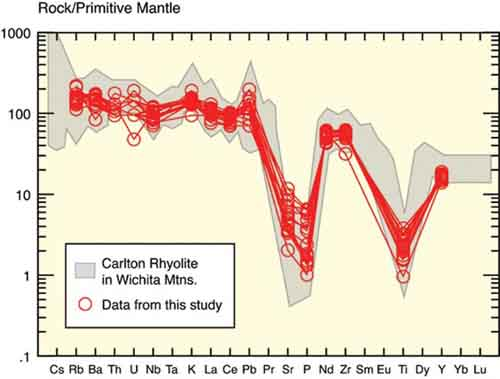 Rock/Primitive Mantle
1000
100
10
1
.1
Carlton Rhyolite
in Wichita Mtns.
Data from this study
Cs Rb Ba Th U Nb Ta K La Ce Pb Pr Sr P Nd Zr Sm Eu Ti Dy Y Yb Lu